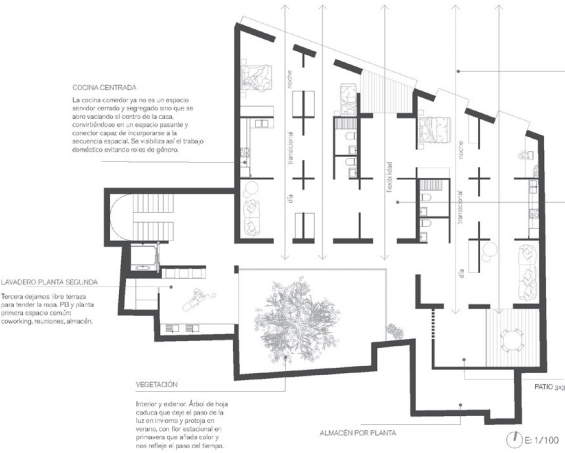 COCINA CENTRADA
La cocina comedor ya no es un espacio
servidor cerrado y segregado sino que se
abre vaciando el centro de la casa,
convirtiéndose en un espacio pasante y
conector capaz de incorporarse a la
secuencia espacial. Se visibiliza así el trabajo
doméstico evitando roles de género.
noche
transicional
día
flexibilidad
noche
transicional
día
LAVADERO PLANTA SEGUNDA
Tercera dejamos libre terraza
para tender la ropa. PB y planta
primera espacio común:
coworking, reuniones, almacén.
VEGETACIÓN
Interior y exterior. Árbol de hoja
caduca que deje el paso de la
luz en invierno y proteja en
verano, con flor estacional en
primavera que añada color y
nos refleje el paso del tiempo.
PATIO 3x3
ALMACÉN POR PLANTA
E: 1/100